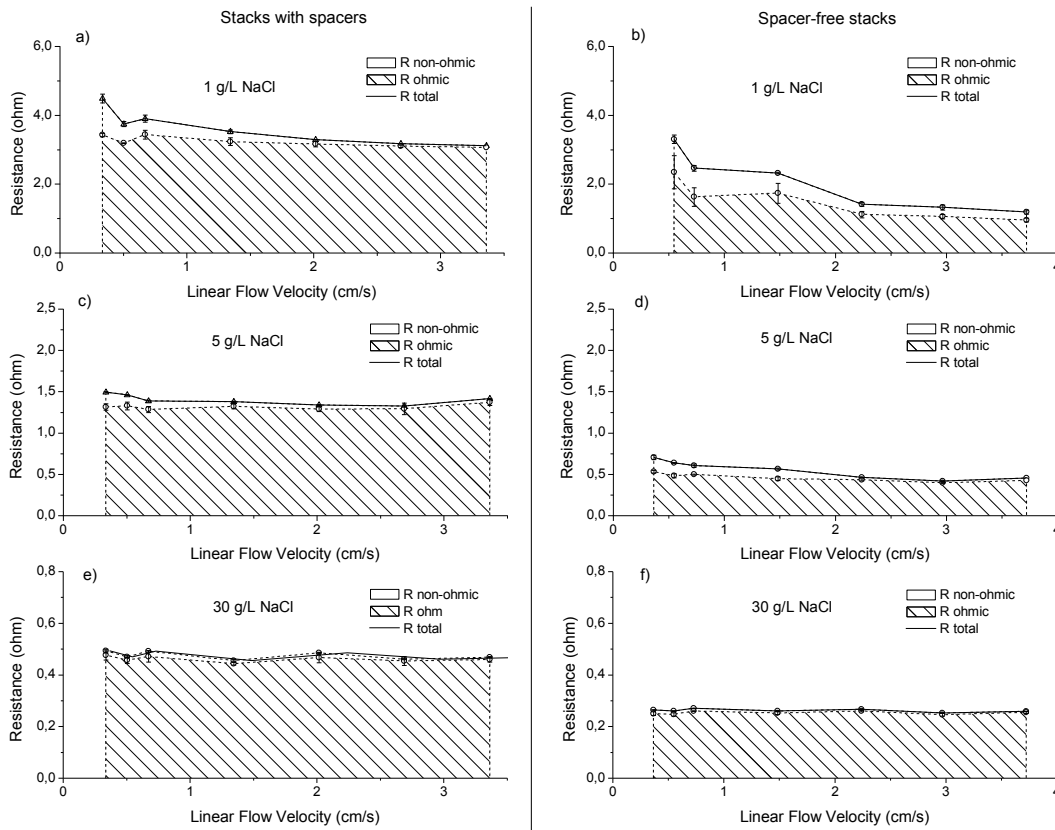 Stacks with spacers
Spacer-free stacks
a)
6,0
4,0
2,0
0,0
Resistance (ohm)
1 g/L NaCl
R non-ohmic
R ohmic
R total
0
1
2
3
Linear Flow Velocity (cm/s)
b)
6,0
4,0
2,0
0,0
Resistance (ohm)
1 g/L NaCl
R non-ohmic
R ohmic
R total
0
1
2
3
4
Linear Flow Velocity (cm/s)
c)
2,5
2,0
1,5
1,0
0,5
0,0
Resistance (ohm)
5 g/L NaCl
R non-ohmic
R ohmic
R total
0
1
2
3
Linear Flow Velocity (cm/s)
d)
2,5
2,0
1,5
1,0
0,5
0,0
Resistance (ohm)
5 g/L NaCl
R non-ohmic
R ohmic
R total
0
1
2
3
4
Linear Flow Velocity (cm/s)
e)
0,8
0,6
0,4
0,2
0,0
Resistance (ohm)
30 g/L NaCl
R non-ohmic
R ohm
R total
0
1
2
3
Linear Flow Velocity (cm/s)
f)
0,8
0,6
0,4
0,2
0,0
Resistance (ohm)
30 g/L NaCl
R non-ohmic
R ohmic
R total
0
1
2
3
4
Linear Flow Velocity (cm/s)